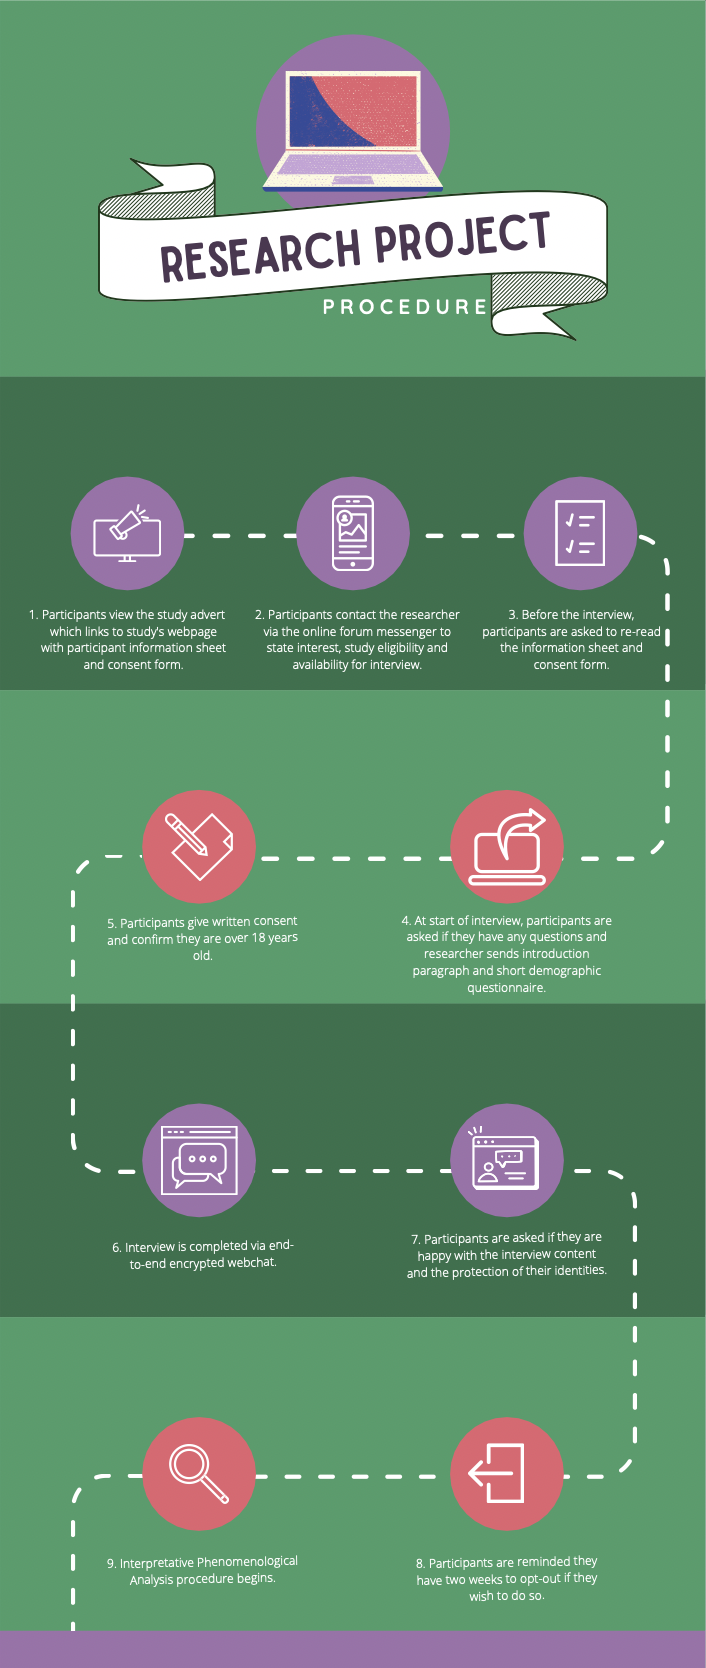 RESEARCH PROJECT
PROCEDURE
1. Participants view the study advert
which links to study's webpage
with participant information sheet
and consent form.
2. Participants contact the researcher
via the online forum messenger to
state interest, study eligibility and
availability for interview.
3. Before the interview,
participants are asked to re-read
the information sheet and
consent form.
4. At start of interview, participants are
asked if they have any questions and
researcher sends introduction
paragraph and short demographic
questionnaire.
5. Participants give written consent
and confirm they are over 18 years
old.
6. Interview is completed via end-
to-end encrypted webchat.
7. Participants are asked if they are
happy with the interview content
and the protection of their identities.
8. Participants are reminded they
have two weeks to opt-out if they
wish to do so.
9. Interpretative Phenomenological
Analysis procedure begins.